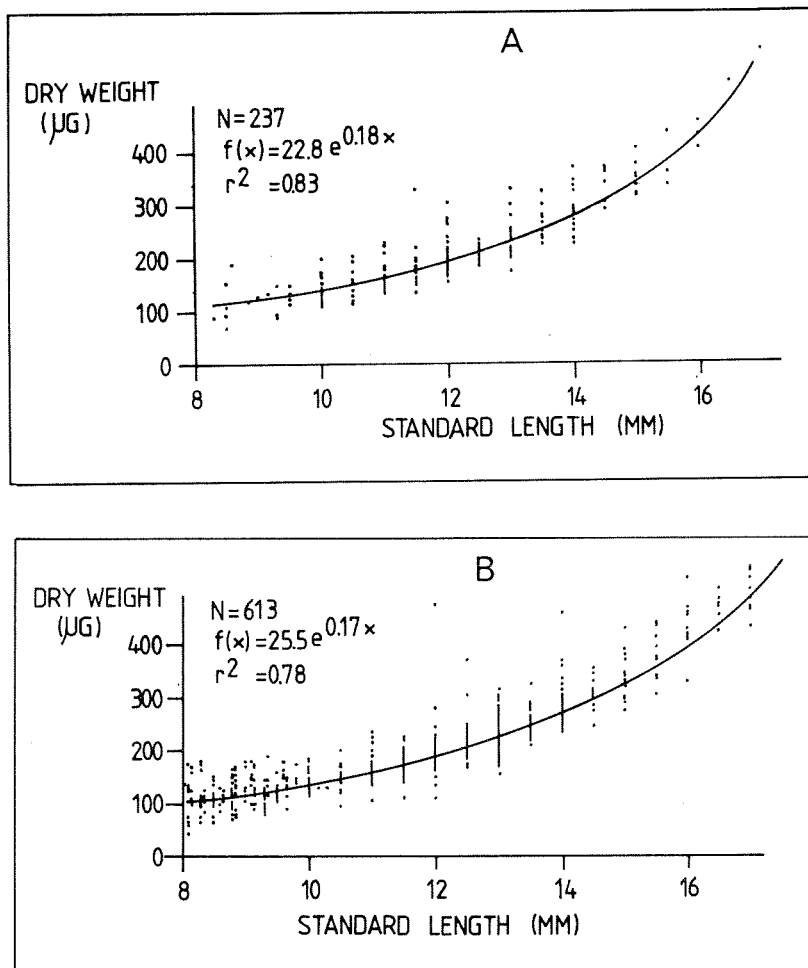 A
DRY WEIGHT
(µG)
N=237
f(x)=22.8 e^0.18x
r² =0.83
400
300
200
100
0
8 10 12 14 16
STANDARD LENGTH (MM)
B
DRY WEIGHT
(µG)
N=613
f(x)=25.5 e^0.17x
r² =0.78
400
300
200
100
0
8 10 12 14 16
STANDARD LENGTH (MM)